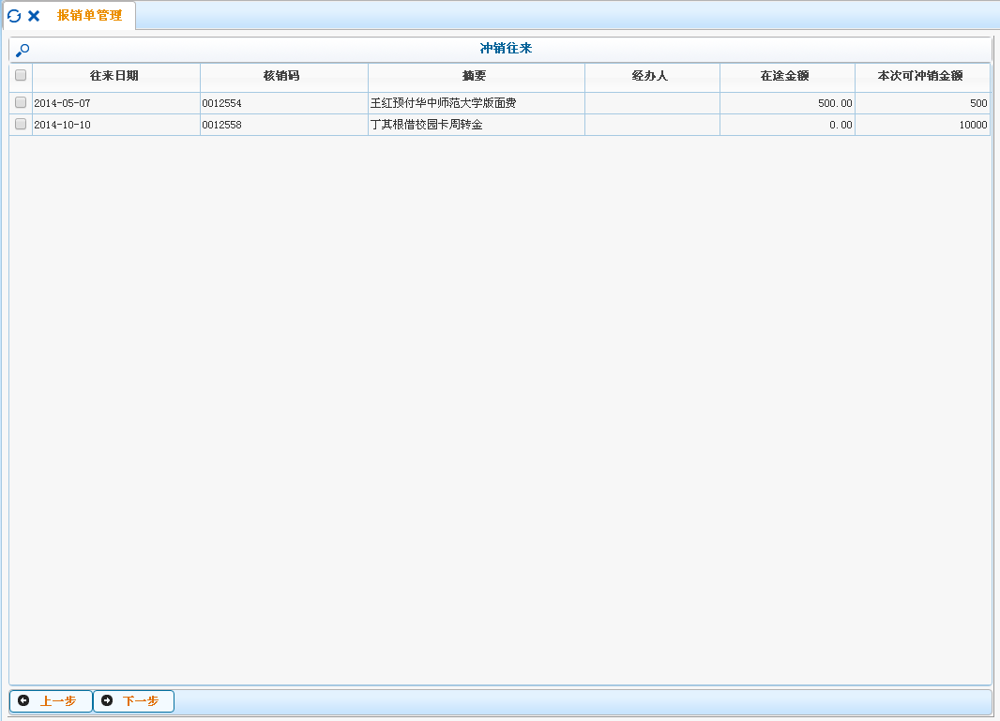 报销单管理
冲销往来
往来日期 核销码 摘要 经办人 在途金额 本次可冲销金额
2014-05-07 0012554 王红预付华中师范大学版面费 500.00 500
2014-10-10 0012558 丁其根借校园卡周转金 0.00 10000
上一步 下一步